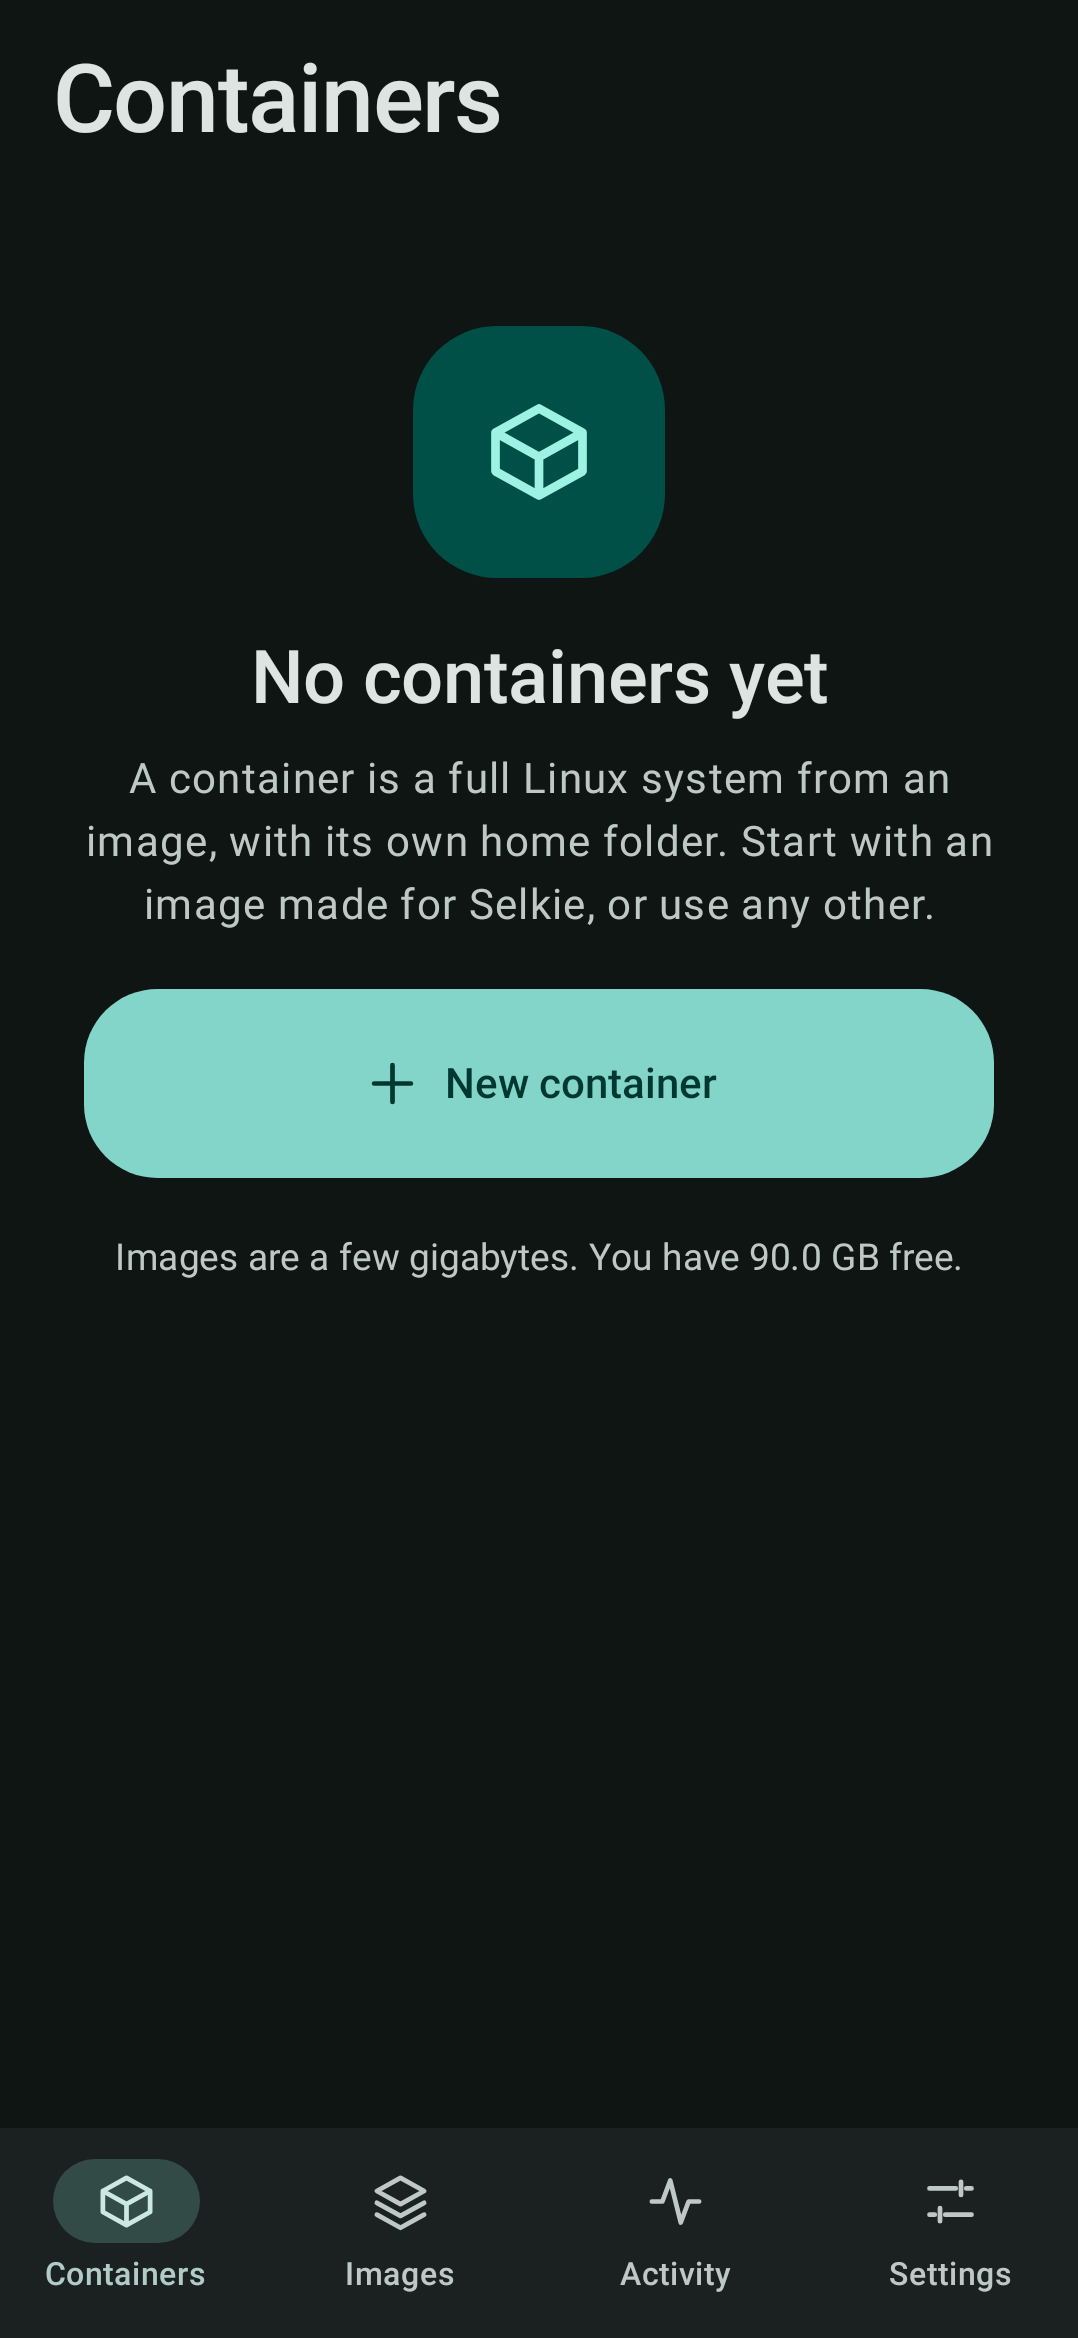 Containers
No containers yet
A container is a full Linux system from an
image, with its own home folder. Start with an
image made for Selkie, or use any other.
New container
Images are a few gigabytes. You have 90.0 GB free.
Containers
Images
Activity
Settings